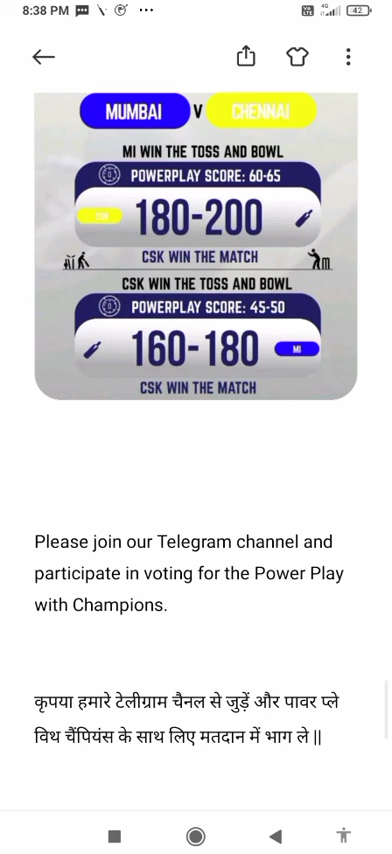 8:38 PM
4G
42
MUMBAI V CHENNAI
MI WIN THE TOSS AND BOWL
POWERPLAY SCORE: 60-65
CSK 180-200
CSK WIN THE MATCH
CSK WIN THE TOSS AND BOWL
POWERPLAY SCORE: 45-50
160-180 MI
CSK WIN THE MATCH
Please join our Telegram channel and
participate in voting for the Power Play
with Champions.
कृपया हमारे टेलीग्राम चैनल से जुड़ें और पावर प्ले
विथ चैंपियंस के साथ लिए मतदान में भाग ले ||